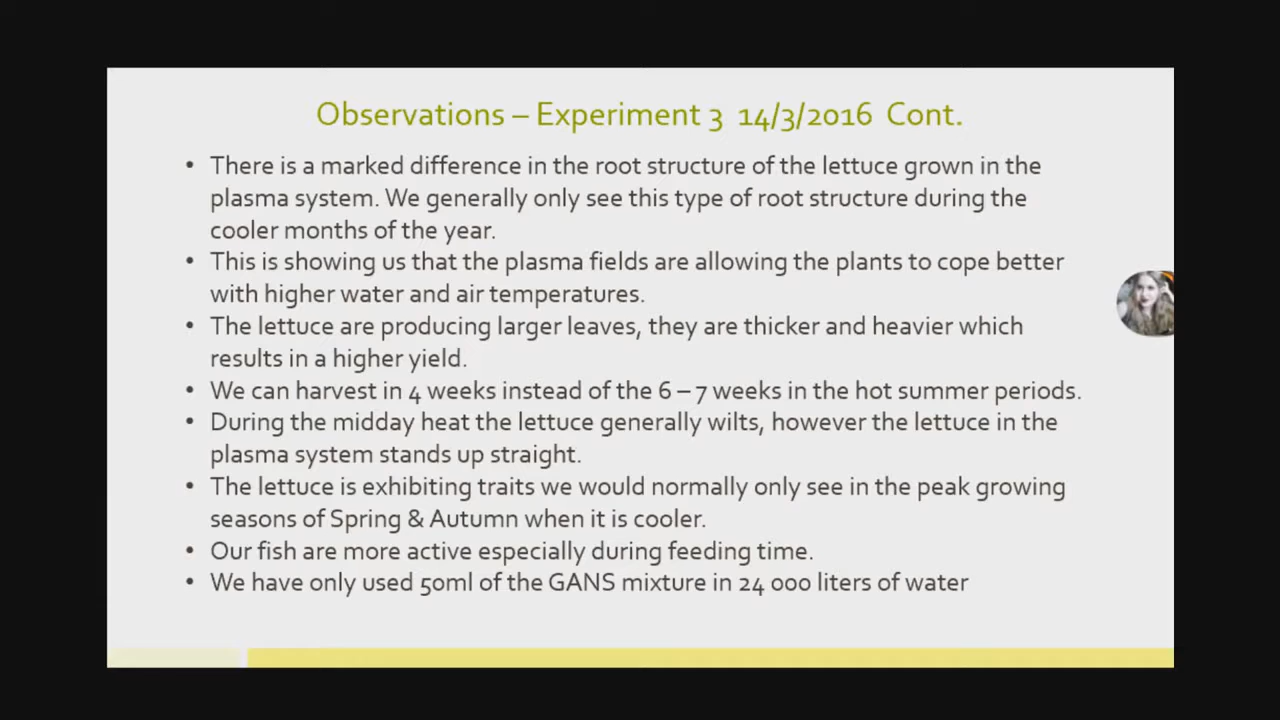 Observations – Experiment 3 14/3/2016 Cont.
• There is a marked difference in the root structure of the lettuce grown in the
plasma system. We generally only see this type of root structure during the
cooler months of the year.
• This is showing us that the plasma fields are allowing the plants to cope better
with higher water and air temperatures.
• The lettuce are producing larger leaves, they are thicker and heavier which
results in a higher yield.
• We can harvest in 4 weeks instead of the 6 – 7 weeks in the hot summer periods.
• During the midday heat the lettuce generally wilts, however the lettuce in the
plasma system stands up straight.
• The lettuce is exhibiting traits we would normally only see in the peak growing
seasons of Spring & Autumn when it is cooler.
• Our fish are more active especially during feeding time.
• We have only used 50ml of the GANS mixture in 24 000 liters of water